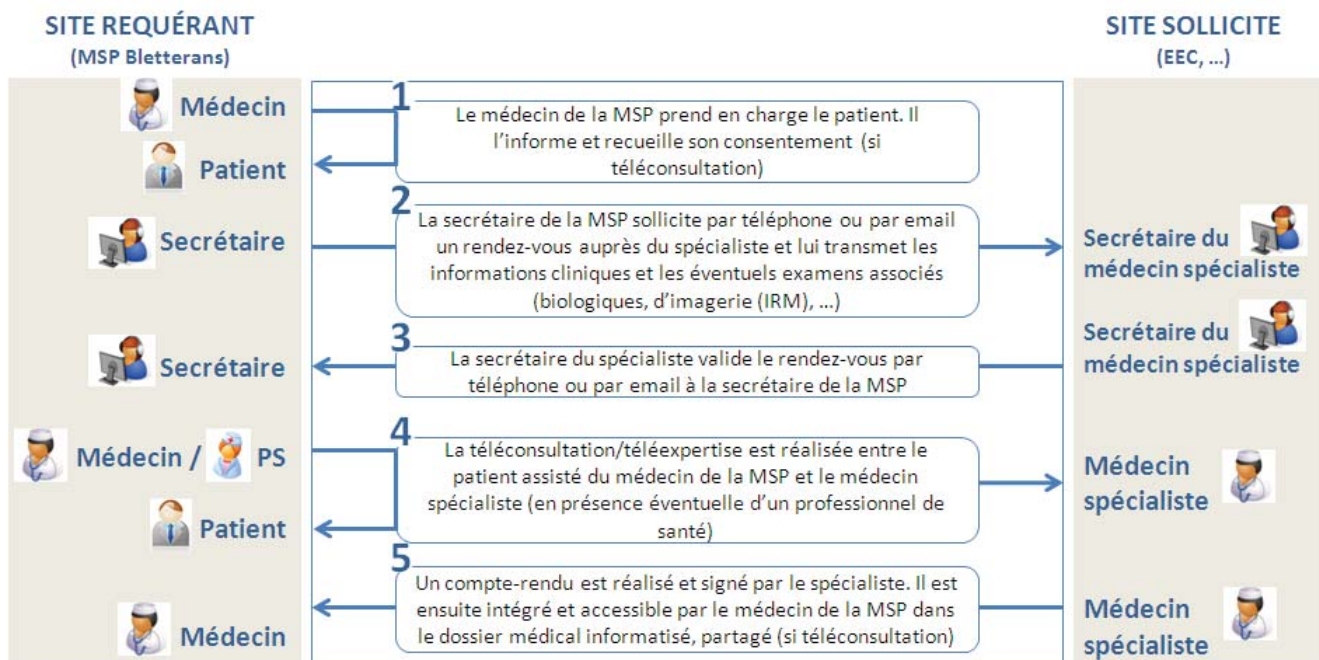 SITE REQUÉRANT
(MSP Bletterans)
SITE SOLLICITE
(EEC, ...)
Médecin
Patient
1
Le médecin de la MSP prend en charge le patient. Il
l'informe et recueille son consentement (si
téléconsultation)
Secrétaire
2
La secrétaire de la MSP sollicite par téléphone ou par email
un rendez-vous auprès du spécialiste et lui transmet les
informations cliniques et les éventuels examens associés
(biologiques, d'imagerie (IRM), ...)
Secrétaire du
médecin spécialiste
Secrétaire
3
La secrétaire du spécialiste valide le rendez-vous par
téléphone ou par email à la secrétaire de la MSP
Secrétaire du
médecin spécialiste
Médecin / PS
Patient
4
La téléconsultation/téléexpertise est réalisée entre le
patient assisté du médecin de la MSP et le médecin
spécialiste (en présence éventuelle d'un professionnel de
santé)
Médecin
spécialiste
Médecin
5
Un compte-rendu est réalisé et signé par le spécialiste. Il est
ensuite intégré et accessible par le médecin de la MSP dans
le dossier médical informatisé, partagé (si téléconsultation)
Médecin
spécialiste